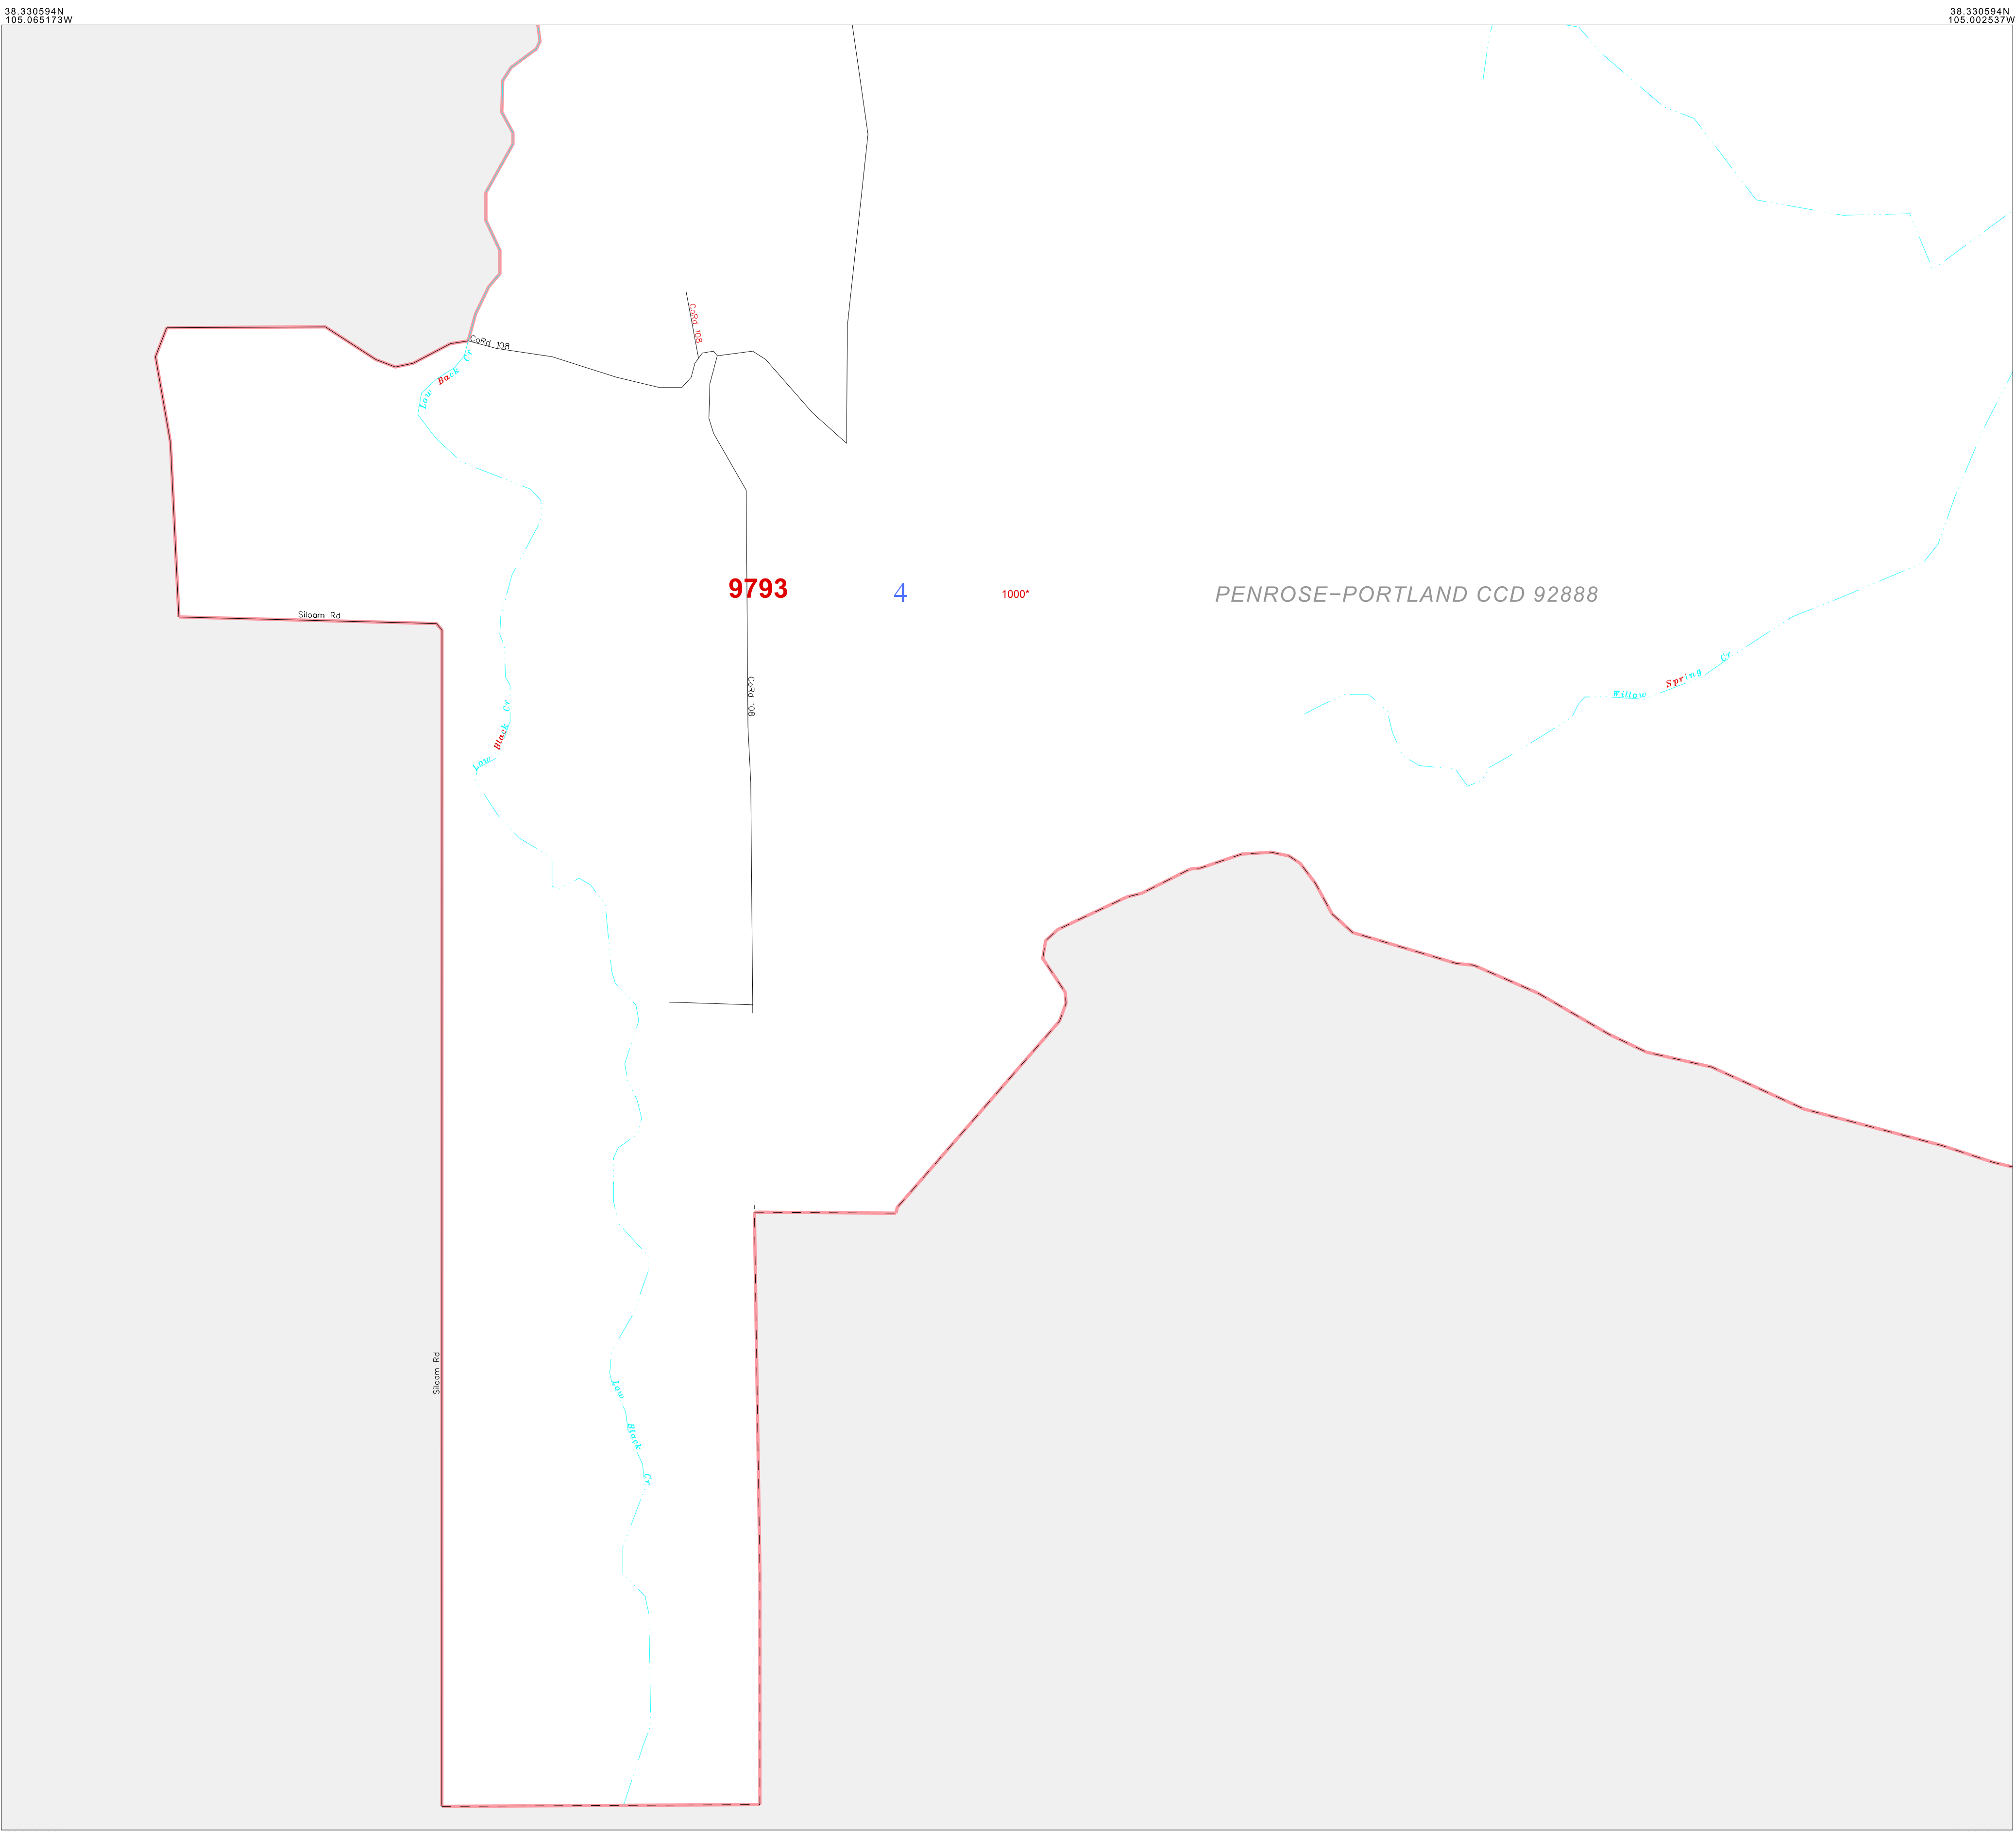 38.330594N
105.065173W
38.330594N
105.002537W
CoRd 108
CoRd 108
Low Back Cr
9793
4
1000*
PENROSE-PORTLAND CCD 92888
Siloam Rd
Willow Spring Cr
CoRd 108
Low Black Cr
Siloam Rd
Low Black Cr